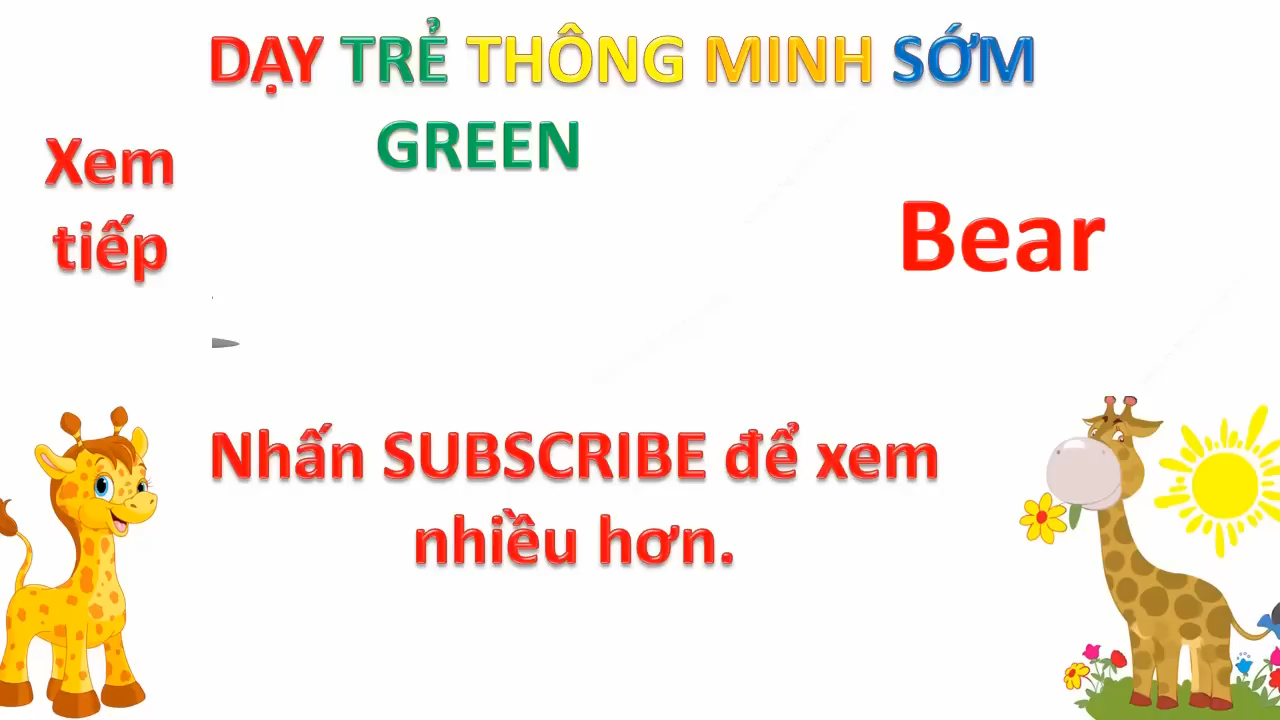 DẠY TRẺ THÔNG MINH SỚM
GREEN
Xem
tiếp
Bear
Nhấn SUBSCRIBE để xem
nhiều hơn.